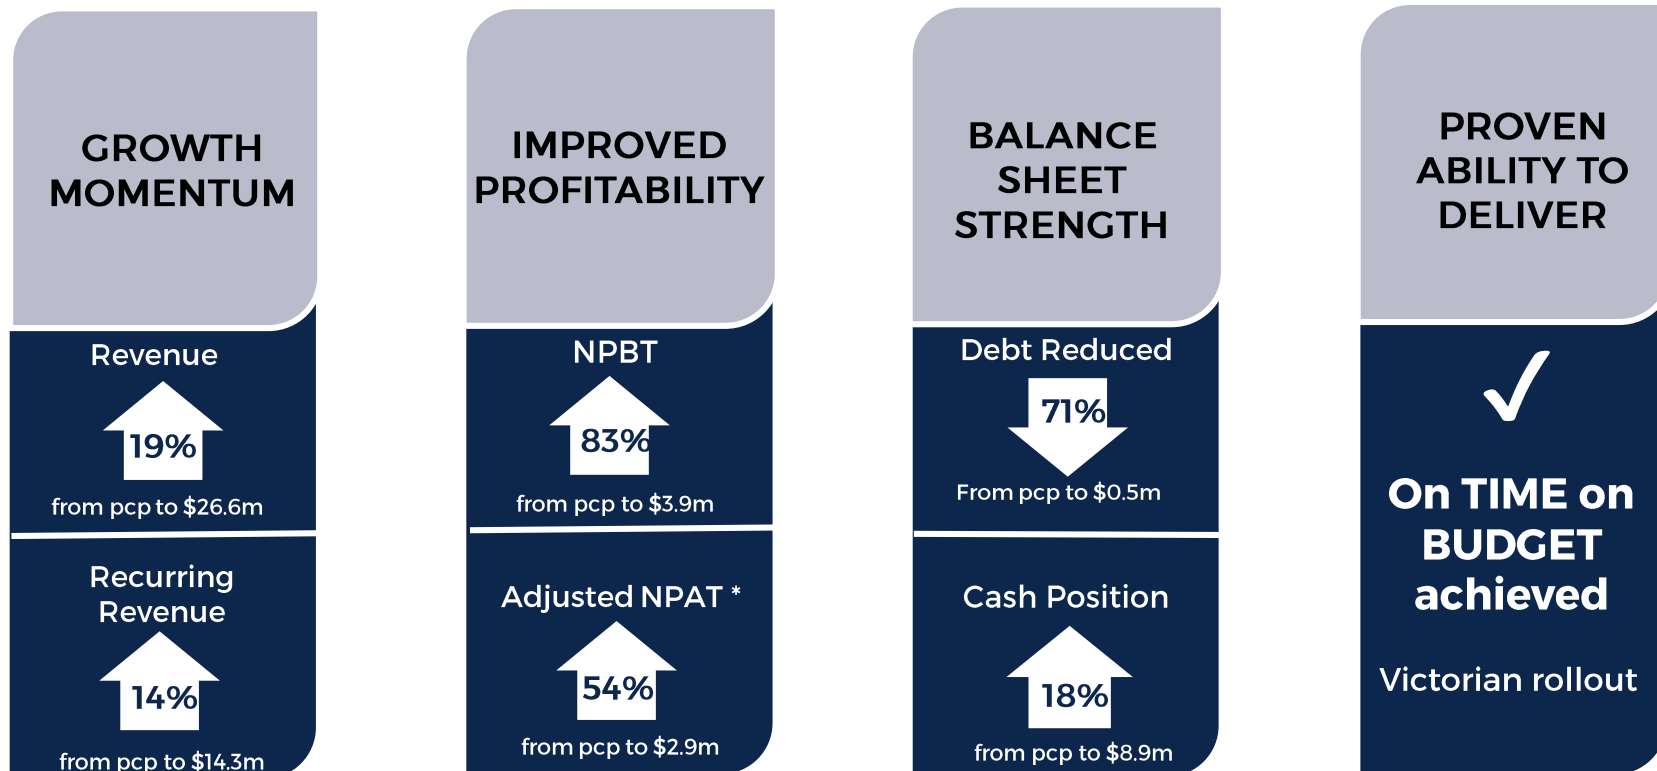 GROWTH
MOMENTUM
Revenue
19%
from pcp to $26.6m
Recurring
Revenue
14%
from pcp to $14.3m
IMPROVED
PROFITABILITY
NPBT
83%
from pcp to $3.9m
Adjusted NPAT *
54%
from pcp to $2.9m
BALANCE
SHEET
STRENGTH
Debt Reduced
71%
From pcp to $0.5m
Cash Position
18%
from pcp to $8.9m
PROVEN
ABILITY TO
DELIVER
✓
On TIME on
BUDGET
achieved
Victorian rollout